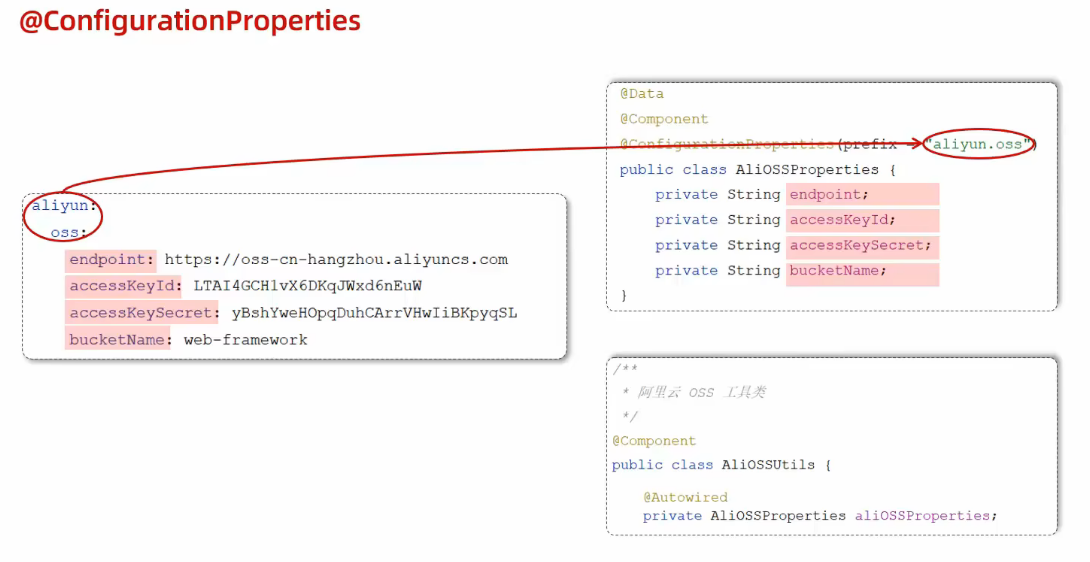 @ConfigurationProperties
aliyun:
oss:
endpoint: https://oss-cn-hangzhou.aliyuncs.com
accessKeyId: LTAI4GCH1vX6DKqJWxd6nEuW
accessKeySecret: yBshYweHOpqDuhCArrVHwIiBKpyqSL
bucketName: web-framework
@Data
@Component
@ConfigurationProperties(prefix = "aliyun.oss")
public class AliOSSProperties {
private String endpoint;
private String accessKeyId;
private String accessKeySecret;
private String bucketName;
}
/**
* 阿里云 OSS 工具类
*/
@Component
public class AliOSSUtils {
@Autowired
private AliOSSProperties aliOSSProperties;